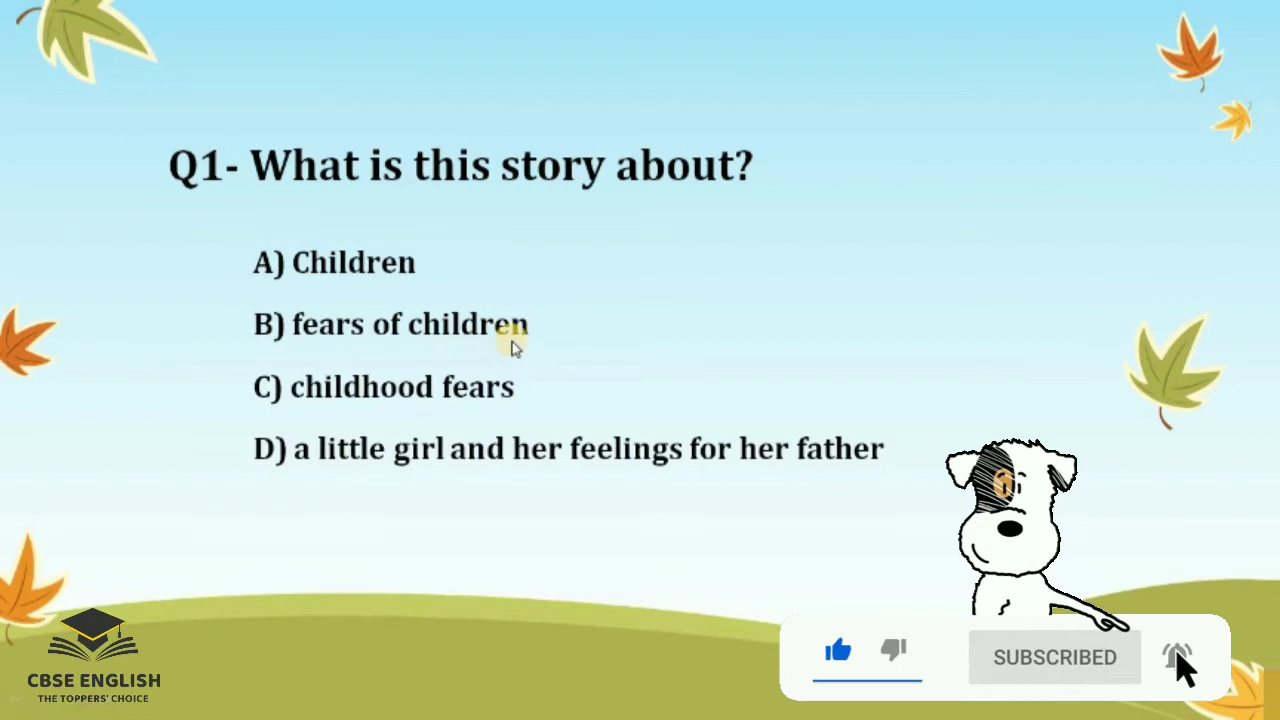 Q1- What is this story about?
A) Children
B) fears of children
C) childhood fears
D) a little girl and her feelings for her father
CBSE ENGLISH
THE TOPPERS' CHOICE
SUBSCRIBED